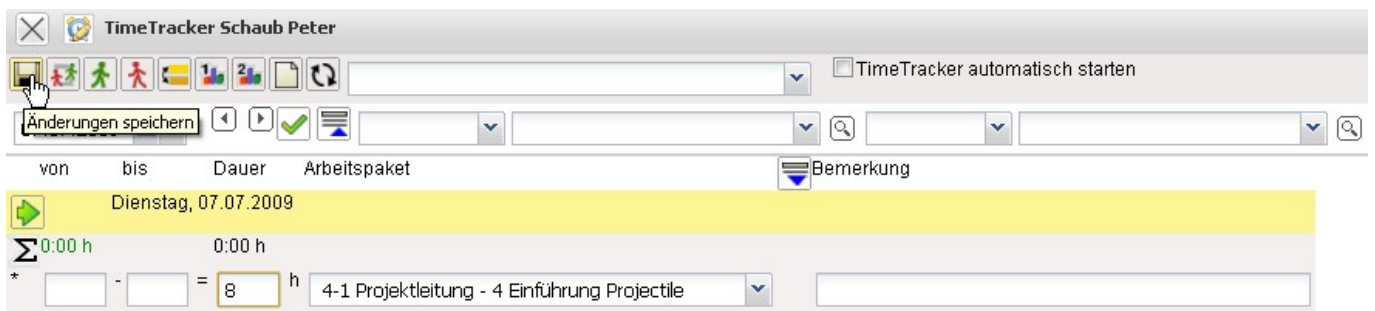 TimeTracker Schaub Peter
TimeTracker automatisch starten
Änderungen speichern
von bis Dauer Arbeitspaket Bemerkung
Dienstag, 07.07.2009
Σ 0:00 h 0:00 h
* - = 8 h 4-1 Projektleitung - 4 Einführung Projectile